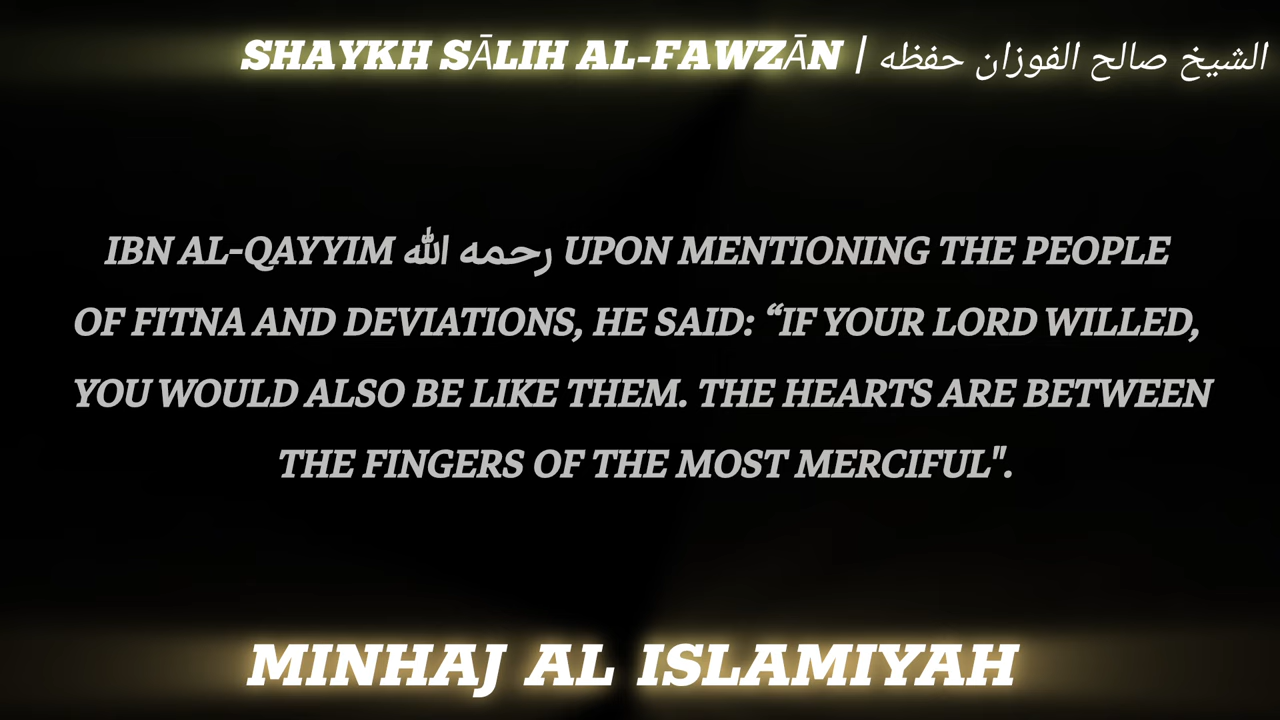 SHAYKH SĀLIH AL-FAWZĀN | الشيخ صالح الفوزان حفظه
IBN AL-QAYYIM رحمه الله UPON MENTIONING THE PEOPLE
OF FITNA AND DEVIATIONS, HE SAID: “IF YOUR LORD WILLED,
YOU WOULD ALSO BE LIKE THEM. THE HEARTS ARE BETWEEN
THE FINGERS OF THE MOST MERCIFUL".
MINHAJ AL ISLAMIYAH